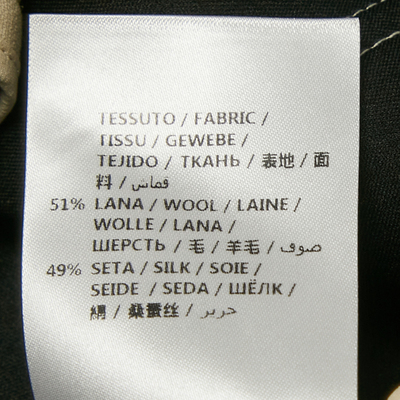 TESSUTO / FABRIC /
TISSU / GEWEBE /
TEJIDO / ТКАНЬ / 表地 / 面
料 / قماش
51% LANA / WOOL / LAINE /
WOLLE / LANA /
ШЕРСТЬ / 毛 / 羊毛 / صوف
49% SETA / SILK / SOIE /
SEIDE / SEDA / ШЁЛК /
絹 / 桑蚕丝 / حرير